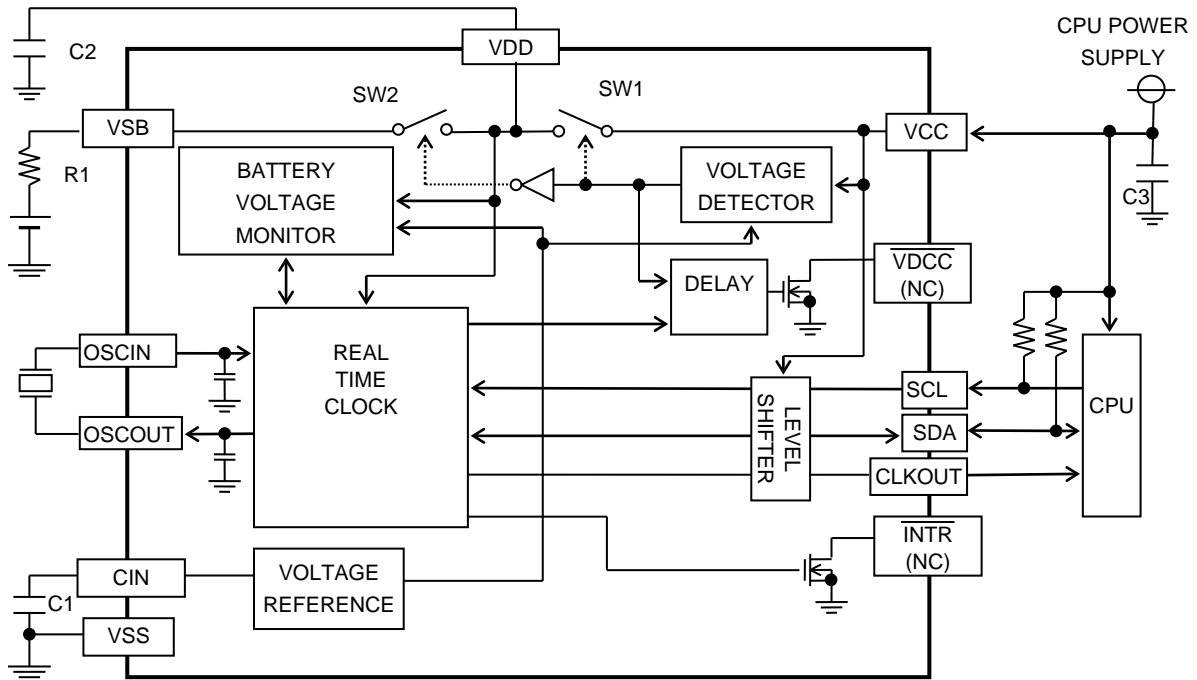 CPU POWER
SUPPLY
C2
VDD
SW2
SW1
VSB
VCC
R1
BATTERY
VOLTAGE
MONITOR
VOLTAGE
DETECTOR
C3
VDCC
(NC)
DELAY
OSCIN
REAL
TIME
CLOCK
OSCOUT
LEVEL
SHIFTER
SCL
SDA
CLKOUT
CPU
INTR
(NC)
CIN
VOLTAGE
REFERENCE
C1
VSS